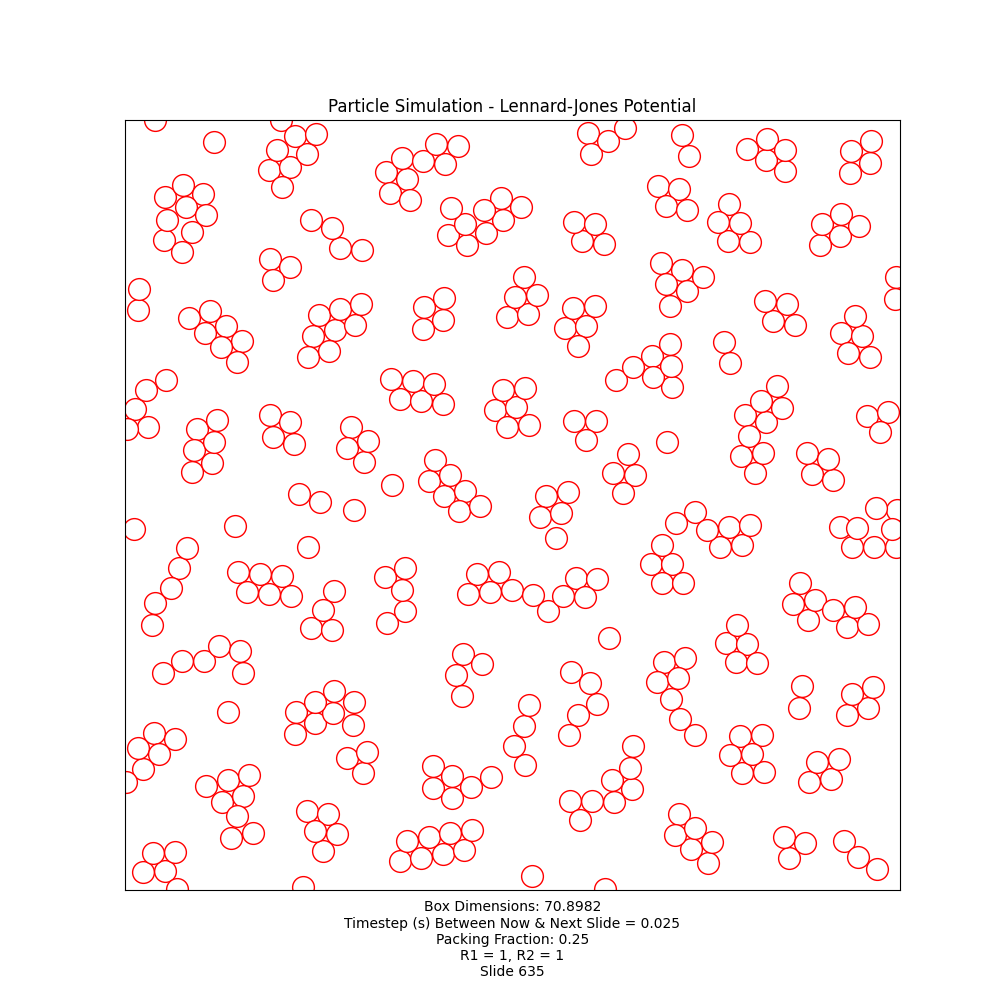 Particle Simulation - Lennard-Jones Potential
Box Dimensions: 70.8982
Timestep (s) Between Now & Next Slide = 0.025
Packing Fraction: 0.25
R1 = 1, R2 = 1
Slide 635